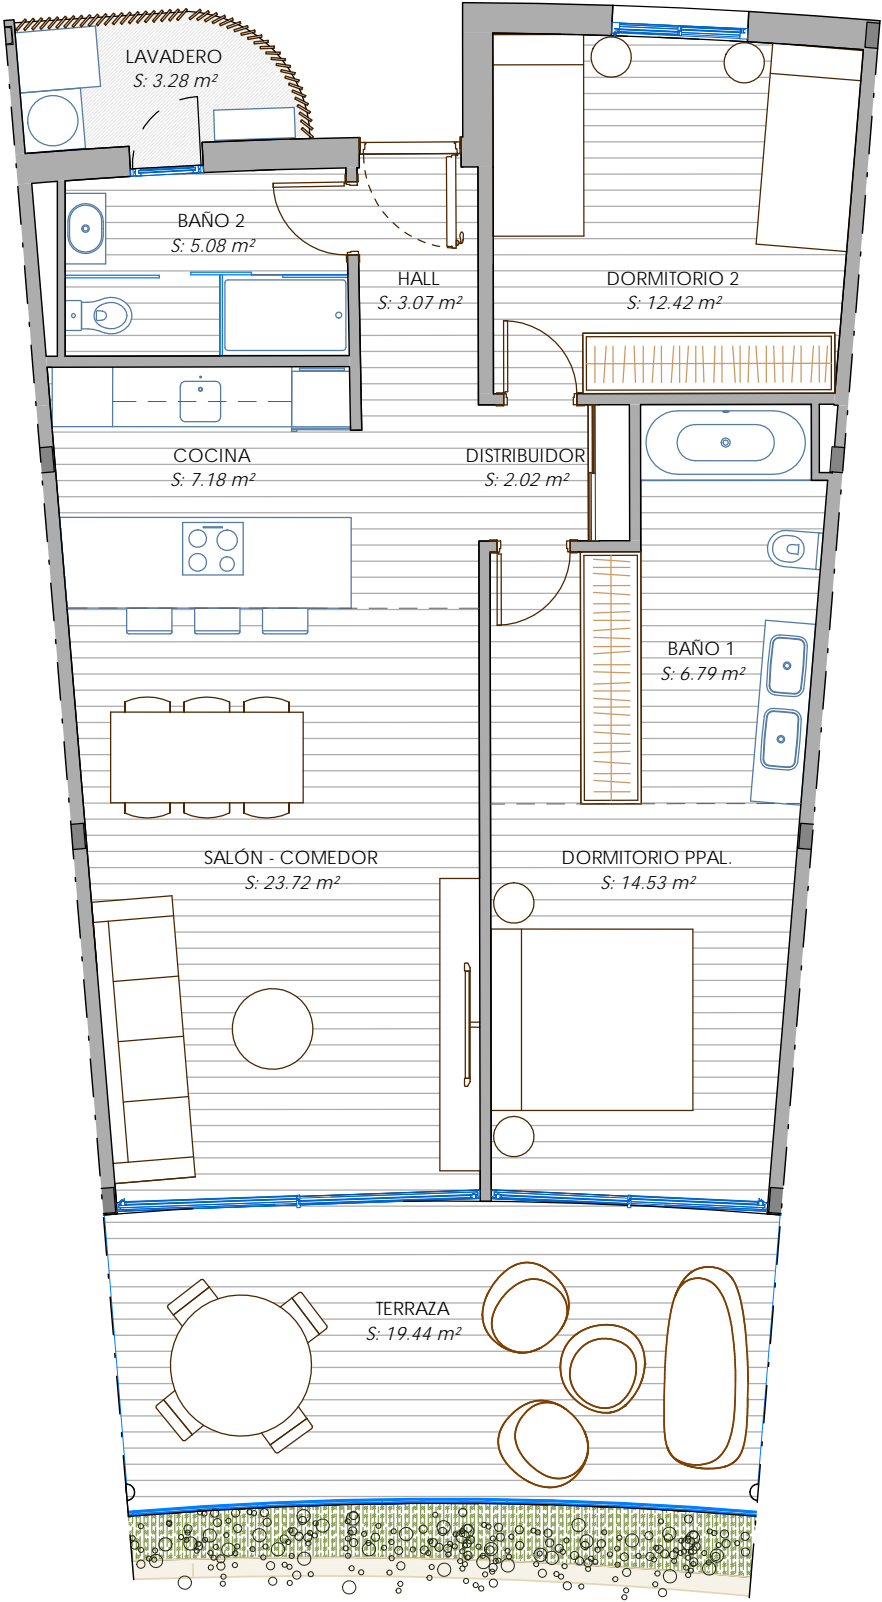 LAVADERO
S: 3.28 m²
BAÑO 2
S: 5.08 m²
HALL
S: 3.07 m²
DORMITORIO 2
S: 12.42 m²
COCINA
S: 7.18 m²
DISTRIBUIDOR
S: 2.02 m²
BAÑO 1
S: 6.79 m²
SALÓN - COMEDOR
S: 23.72 m²
DORMITORIO PPAL.
S: 14.53 m²
TERRAZA
S: 19.44 m²